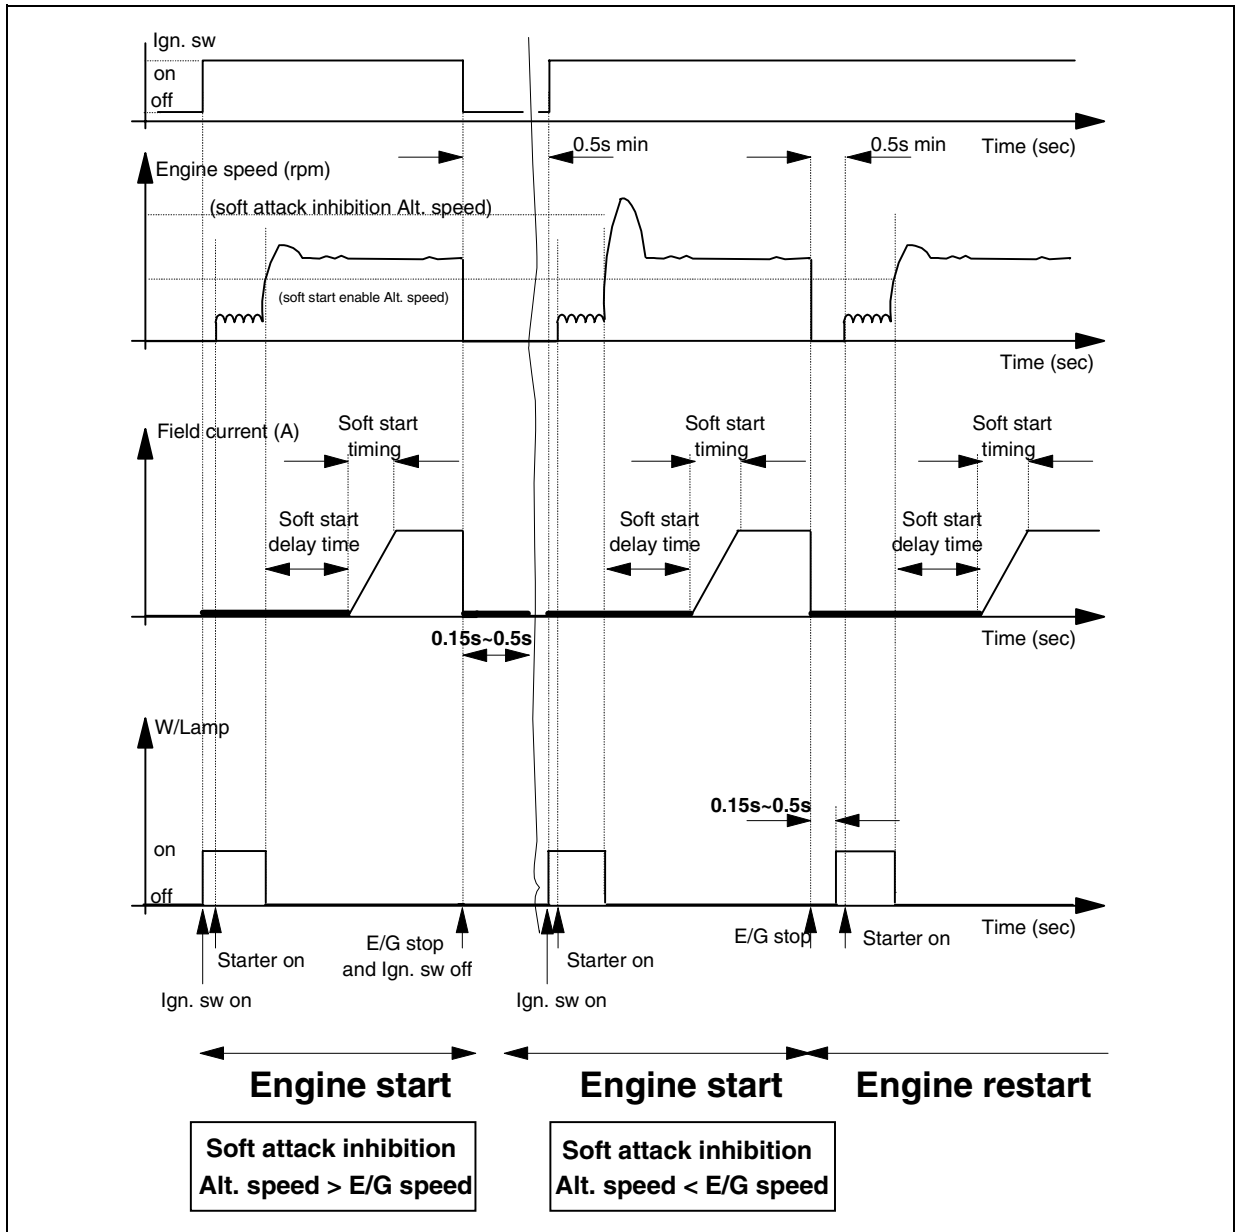 Ign. sw
on
off
Time (sec)
0.5s min
0.5s min
Engine speed (rpm)
(soft attack inhibition Alt. speed)
(soft start enable Alt. speed)
Time (sec)
Field current (A)
Soft start
timing
Soft start
timing
Soft start
timing
Soft start
delay time
Soft start
delay time
Soft start
delay time
Time (sec)
0.15s~0.5s
W/Lamp
0.15s~0.5s
on
off
Time (sec)
Starter on
E/G stop
and Ign. sw off
Starter on
E/G stop
Starter on
Ign. sw on
Ign. sw on
Engine start
Engine start
Engine restart
Soft attack inhibition
Alt. speed > E/G speed
Soft attack inhibition
Alt. speed < E/G speed